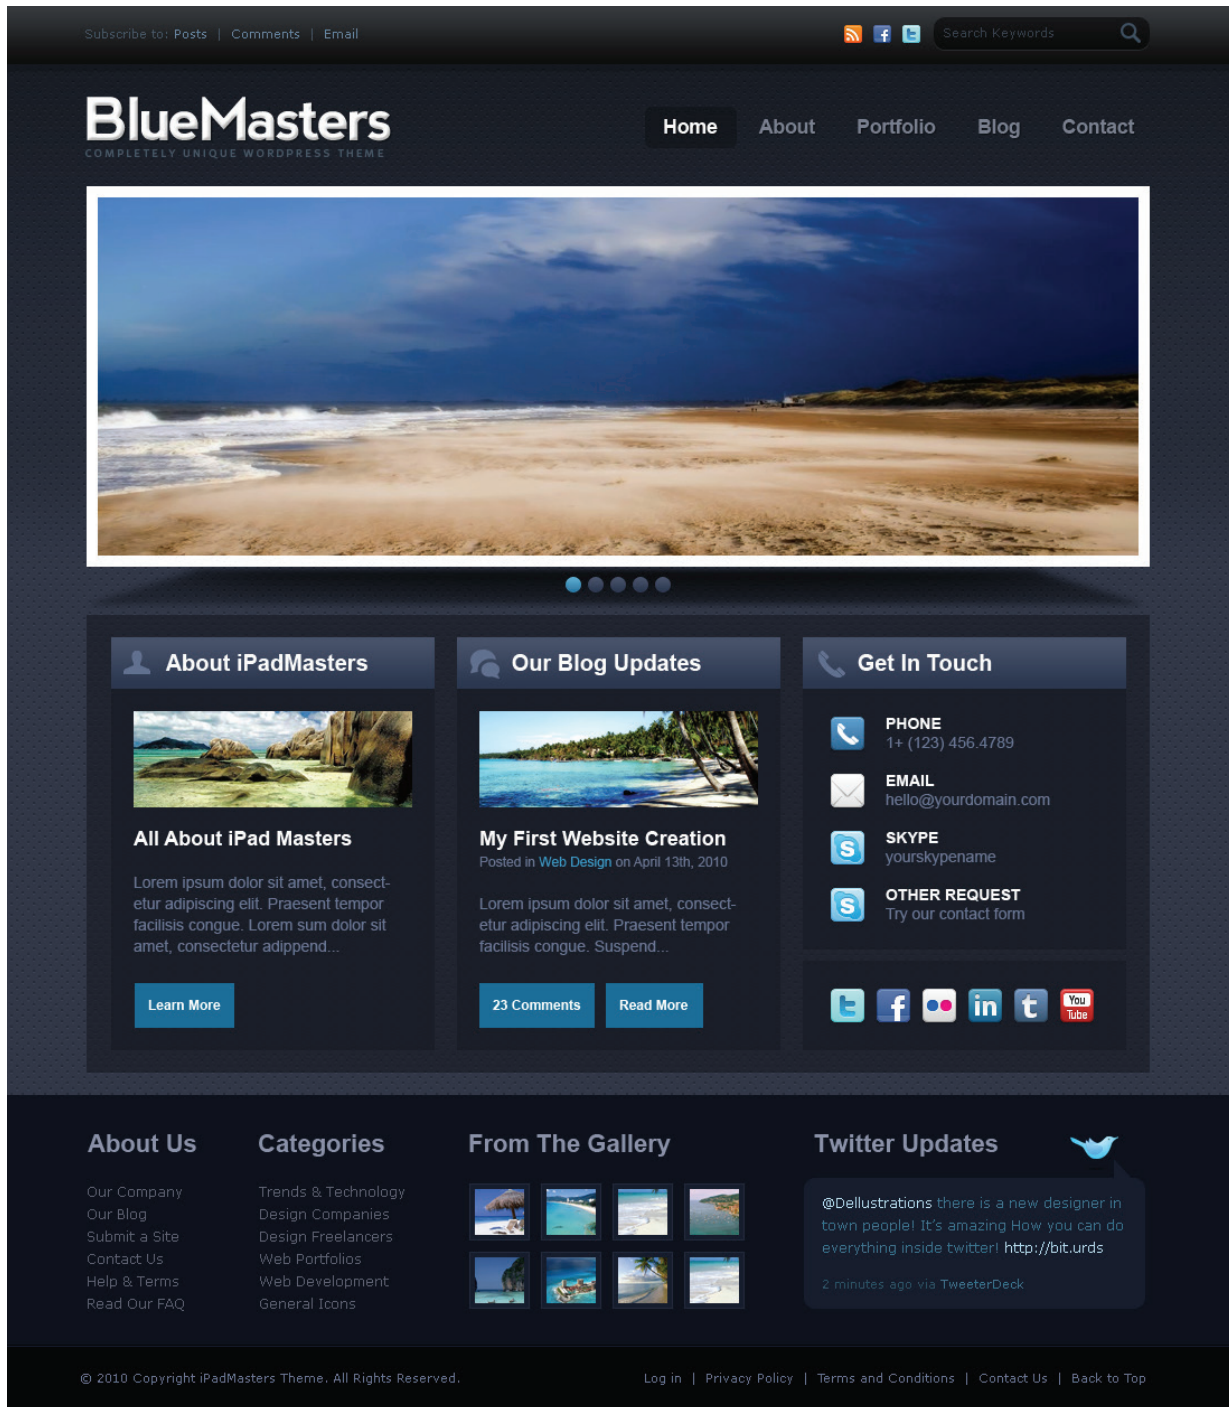 Subscribe to: Posts | Comments | Email
Search Keywords
BlueMasters
COMPLETELY UNIQUE WORDPRESS THEME
Home About Portfolio Blog Contact
About iPadMasters
All About iPad Masters
Lorem ipsum dolor sit amet, consect-
etur adipiscing elit. Praesent tempor
facilisis congue. Lorem sum dolor sit
amet, consectetur adippend...
Learn More
Our Blog Updates
My First Website Creation
Posted in Web Design on April 13th, 2010
Lorem ipsum dolor sit amet, consect-
etur adipiscing elit. Praesent tempor
facilisis congue. Suspend...
23 Comments Read More
Get In Touch
PHONE
1+ (123) 456.4789
EMAIL
hello@yourdomain.com
SKYPE
yourskypename
OTHER REQUEST
Try our contact form
You
Tube
About Us
Our Company
Our Blog
Submit a Site
Contact Us
Help & Terms
Read Our FAQ
Categories
Trends & Technology
Design Companies
Design Freelancers
Web Portfolios
Web Development
General Icons
From The Gallery
Twitter Updates
@Dellustrations there is a new designer in
town people! It's amazing How you can do
everything inside twitter! http://bit.urds
2 minutes ago via TweeterDeck
© 2010 Copyright iPadMasters Theme. All Rights Reserved.
Log in | Privacy Policy | Terms and Conditions | Contact Us | Back to Top